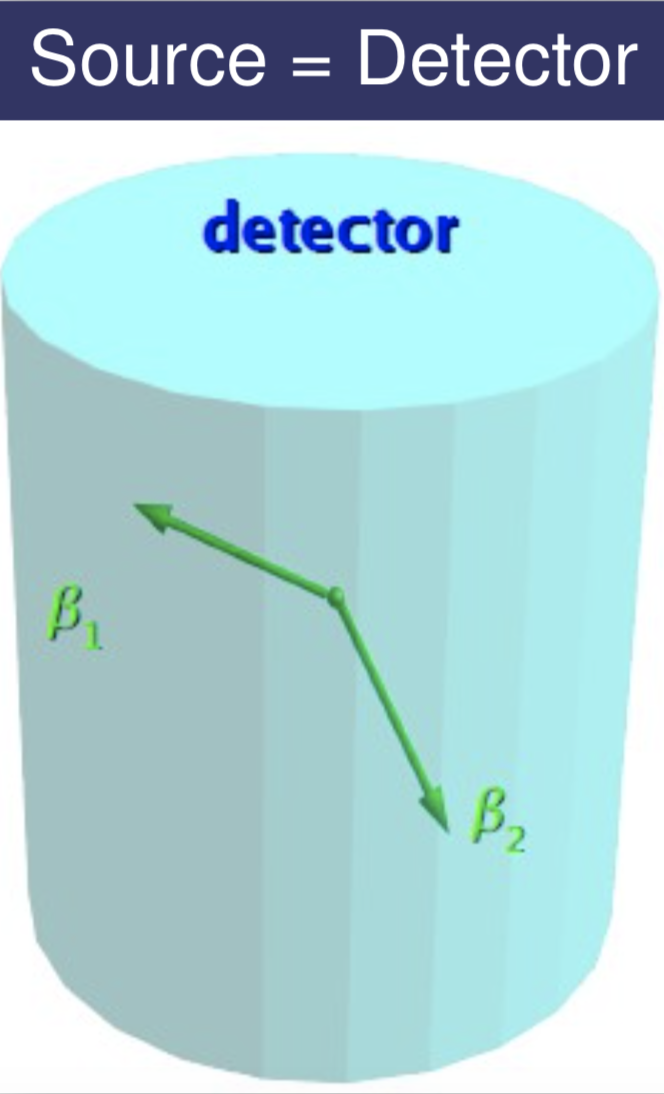 Source = Detector
detector
β₁
β₂